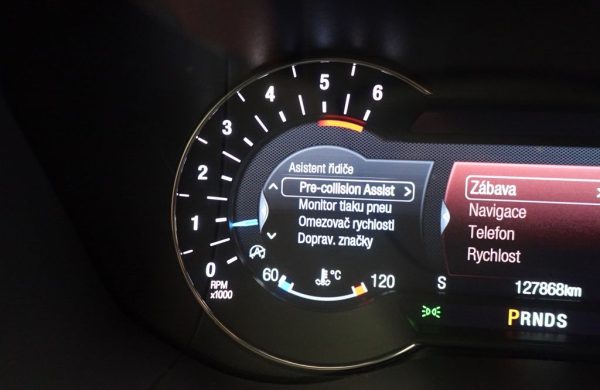 6
5
4
3
2
1
0
RPM
x1000
Asistent řidiče
Pre-collision Assist >
Monitor tlaku pneu
Omezovač rychlosti
Doprav. značky
60
°C
120
Zábava
Navigace
Telefon
Rychlost
S
127868km
PRNDS